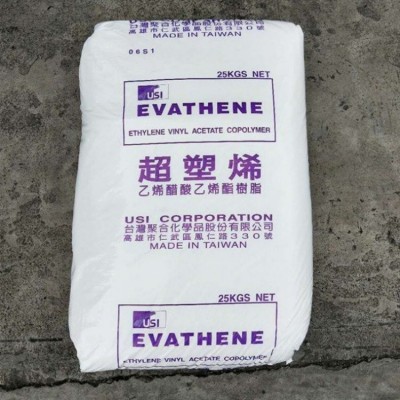 台灣聚合化學品股份有限公司
高雄市仁武區鳳仁路330號
MADE IN TAIWAN
06S1
25KGS NET
USI
EVATHENE
ETHYLENE VINYL ACETATE COPOLYMER
超塑烯
乙烯醋酸乙烯酯樹脂
USI CORPORATION
台灣聚合化學品股份有限公司
高雄市仁武區鳳仁路330號
MADE IN TAIWAN
25KGS NET
USI
EVATHENE
ETHYLENE VINYL ACETATE COPOLYMER